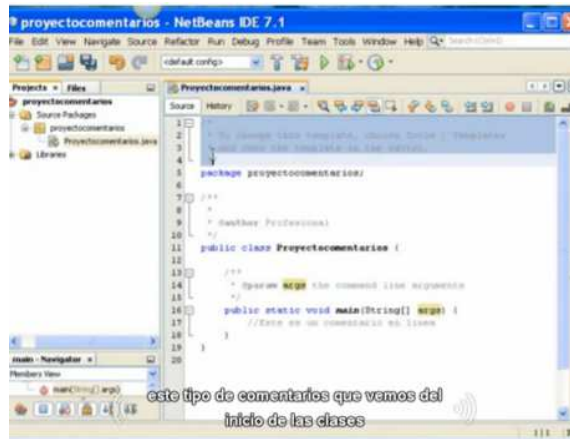 proyectocomentarios - NetBeans IDE 7.1
File Edit View Navigate Source Refactor Run Debug Profile Team Tools Window Help
<default config>
Projects Files
Proyectocomentarios.java
proyectocomentarios
Source Packages
proyectocomentarios
Proyectocomentarios.java
Libraries
Source History
1
2 * To change this template, choose Tools | Templates
3 * and open the template in the editor.
4
5 package proyectocomentarios;
6
7 /**
8 *
9 * @author Profesional
10 */
11 public class Proyectocomentarios {
12
13 /**
14 * @param args the command line arguments
15 */
16 public static void main(String[] args) {
17 //Este es un comentario en linea
18 }
19 }
20
main - Navigator
Members View
main(String[] args)
este tipo de comentarios que vemos del
inicio de las clases